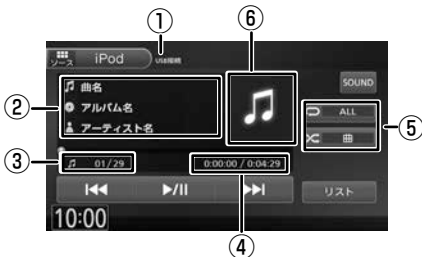 ① ⑥
ソース iPod USB接続
② 曲名
アルバム名
アーティスト名
SOUND
ALL
⑤
③ 01/29 0:00:00 / 0:04:29
リスト
10:00
④